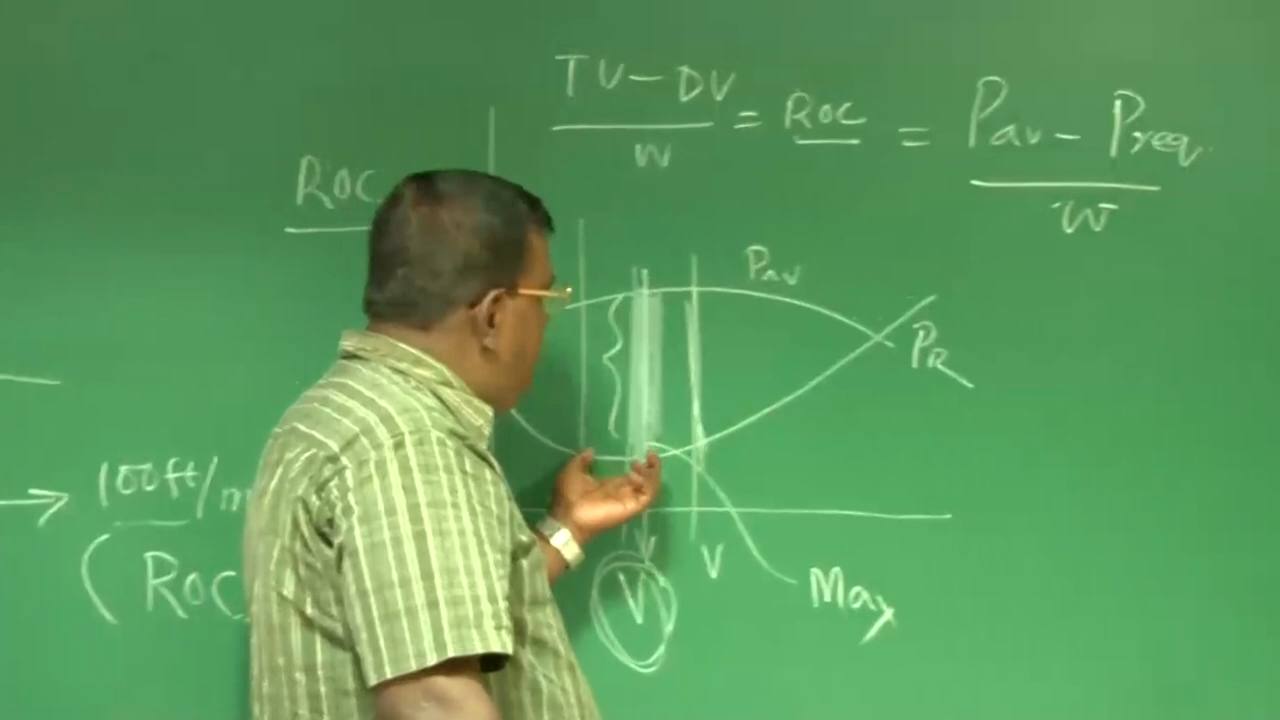 TV - DV
W
= ROC =
Pav - Preq.
W
ROC
Pav
PR
100ft/m
(ROC
V
V
Max